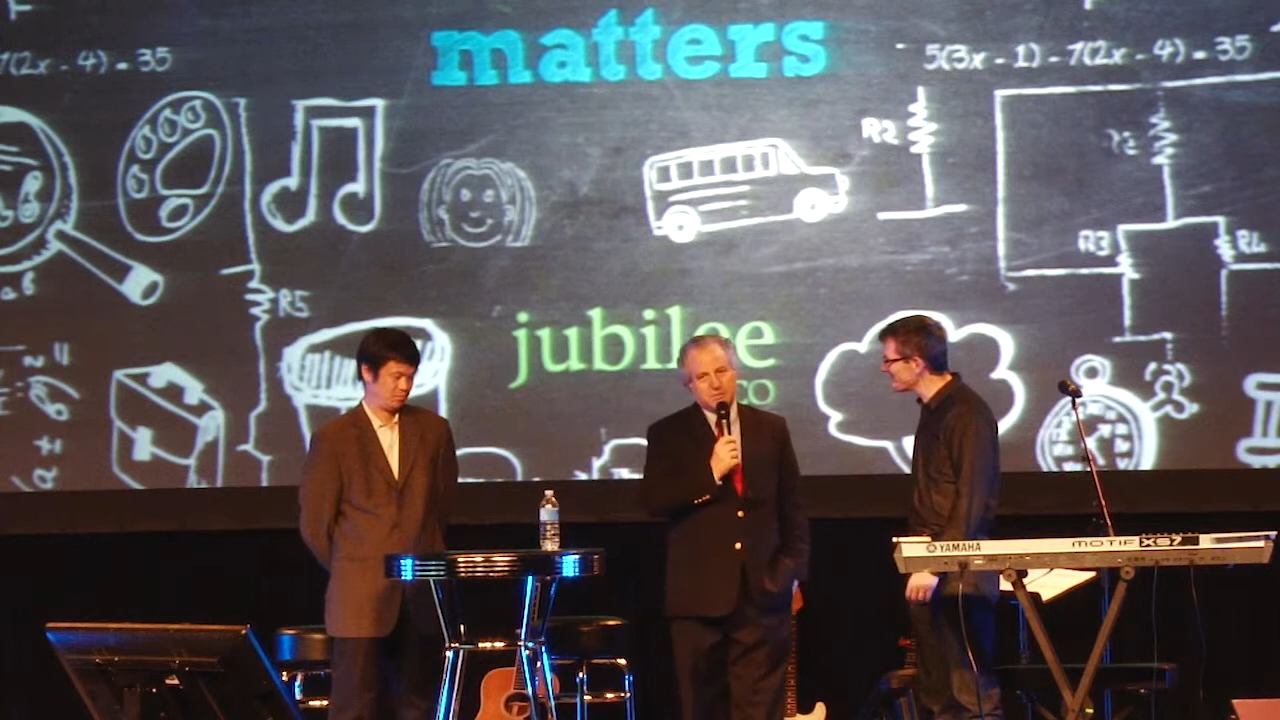 matters
7(2x - 4) = 35
5(3x - 1) - 7(2x - 4) = 35
R2
R3
R4
R5
jubilee
co
YAMAHA
MOTIF XS7